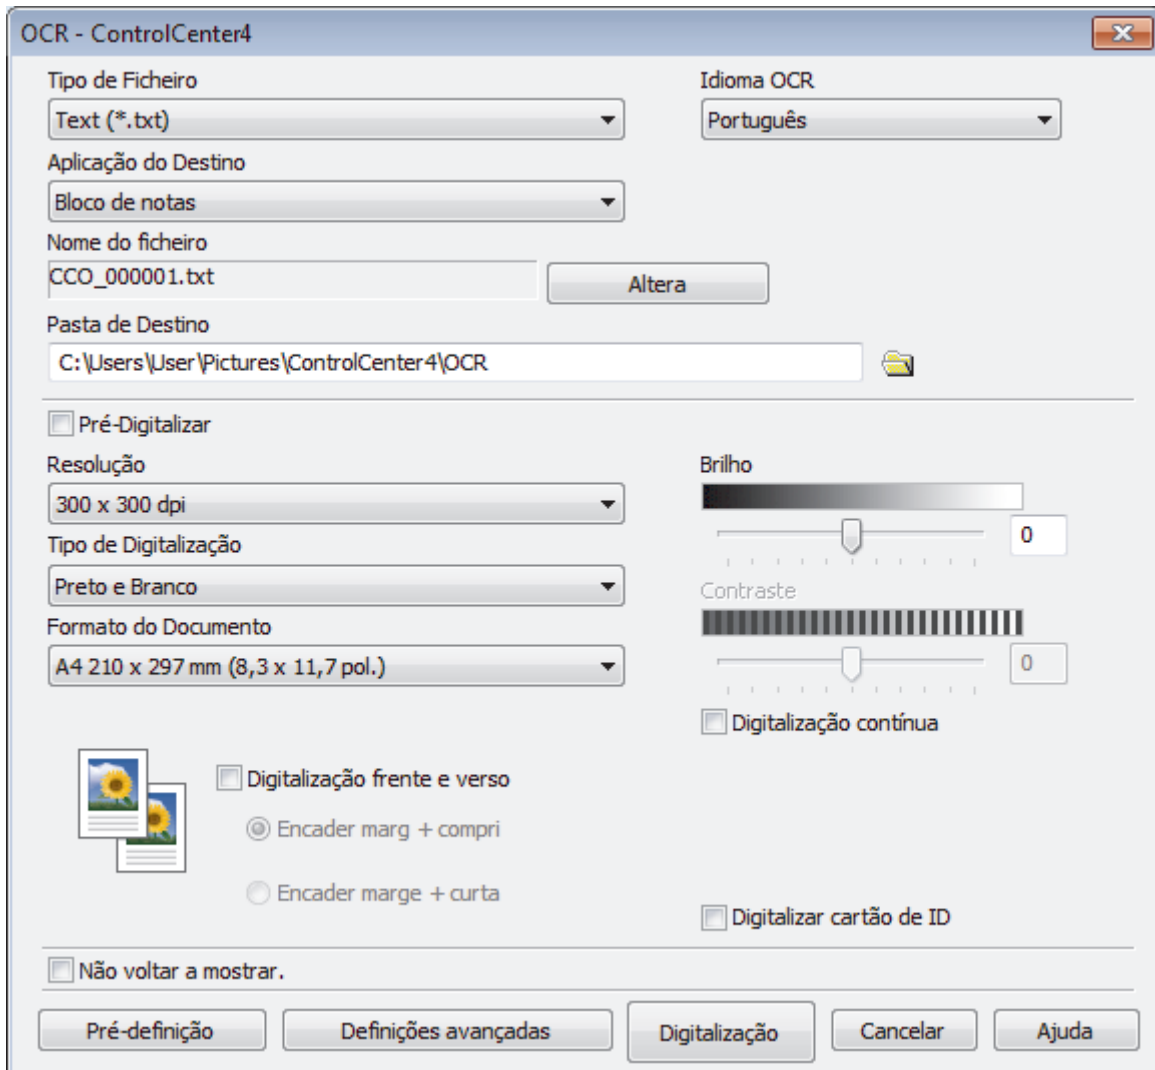 OCR - ControlCenter4
Tipo de Ficheiro
Text (*.txt)
Idioma OCR
Português
Aplicação do Destino
Bloco de notas
Nome do ficheiro
CCO_000001.txt
Altera
Pasta de Destino
C:\Users\User\Pictures\ControlCenter4\OCR
Pré-Digitalizar
Resolução
300 x 300 dpi
Tipo de Digitalização
Preto e Branco
Formato do Documento
A4 210 x 297 mm (8,3 x 11,7 pol.)
Brilho
0
Contraste
0
Digitalização contínua
Digitalização frente e verso
Encader marg + compri
Encader marge + curta
Digitalizar cartão de ID
Não voltar a mostrar.
Pré-definição
Definições avançadas
Digitalização
Cancelar
Ajuda